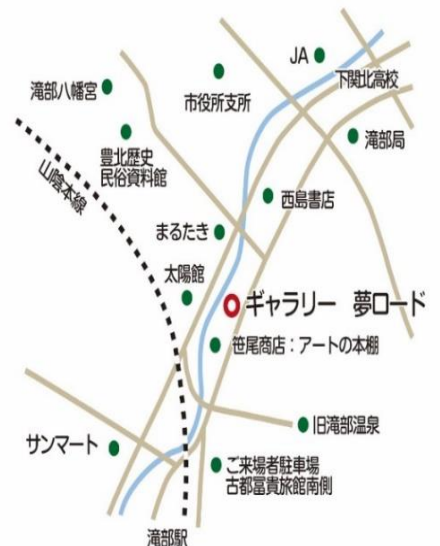 JA
下関北高校
滝部八幡宮
市役所支所
滝部局
豊北歴史
民俗資料館
山陰本線
西島書店
まるたき
太陽館
ギャラリー 夢ロード
笹尾商店：アートの本棚
旧滝部温泉
サンマート
ご来場者駐車場
古都冨貴旅館南側
滝部駅